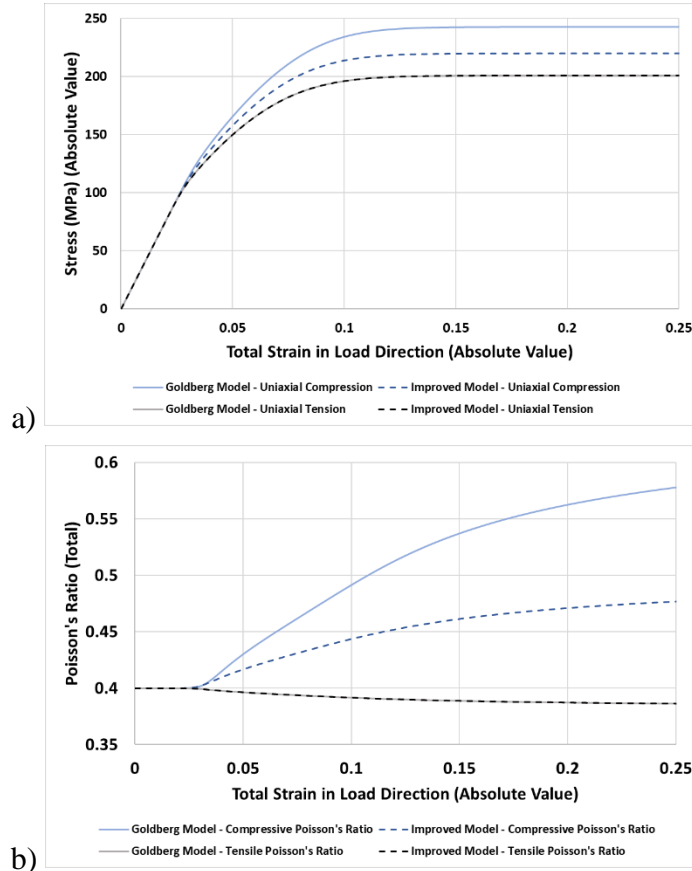 250
200
150
100
50
0
0 0.05 0.1 0.15 0.2 0.25
Stress (MPa) (Absolute Value)
Total Strain in Load Direction (Absolute Value)
Goldberg Model - Uniaxial Compression Improved Model - Uniaxial Compression
Goldberg Model - Uniaxial Tension Improved Model - Uniaxial Tension
a)
0.6
0.55
0.5
0.45
0.4
0.35
0 0.05 0.1 0.15 0.2 0.25
Poisson's Ratio (Total)
Total Strain in Load Direction (Absolute Value)
Goldberg Model - Compressive Poisson's Ratio Improved Model - Compressive Poisson's Ratio
Goldberg Model - Tensile Poisson's Ratio Improved Model - Tensile Poisson's Ratio
b)